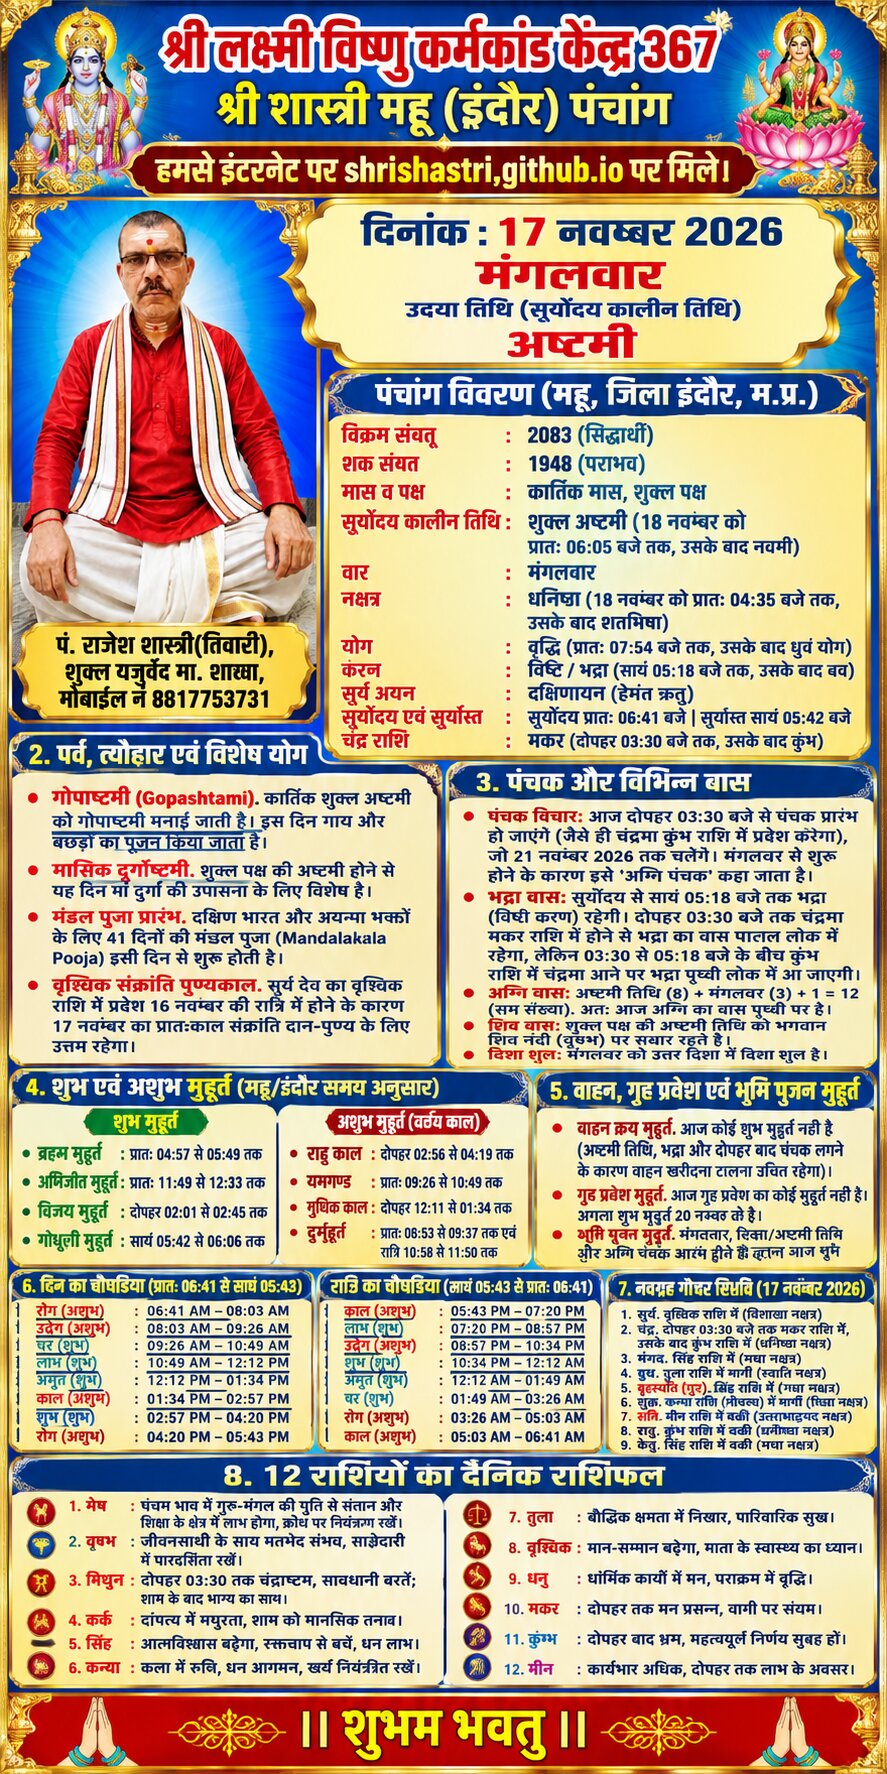 श्री लक्ष्मी विष्णु कर्मकांड केंन्द्र 367
श्री शास्त्री महू (इंदौर) पंचांग
हमसे इंटरनेट पर shrishastri,github.io पर मिले!
दिनांक : 17 नवष्बर 2026
मंगलवार
उदया तिथि (सूर्योदय कालीन तिथि)
अष्टमी
पं. राजेश शास्त्री(तिवारी),
शुक्ल यजुर्वेद मा. शाखा,
मोबाईल नं 8817753731
पंचांग विवरण (महू, जिला इंदौर, म.प्र.)
विक्रम संवतू : 2083 (सिद्धार्थी)
शक संयत : 1948 (पराभव)
मास व पक्ष : कार्तिक मास, शुक्ल पक्ष
सूर्योदय कालीन तिथि : शुक्ल अष्टमी (18 नवम्बर को
प्रातः 06:05 बजे तक, उसके बाद नवमी)
वार : मंगलवार
नक्षत्र : धनिष्ठा (18 नवम्बर को प्रातः 04:35 बजे तक,
उसके बाद शतभिषा)
योग : वृद्धि (प्रातः 07:54 बजे तक, उसके बाद धुवं योग)
करन : विष्टि / भद्रा (सायं 05:18 बजे तक, उसके बाद बव)
सुर्य अयन : दक्षिणायन (हेमंत ऋतु)
सूर्योदय एवं सुर्यास्त : सुर्योदय प्रातः 06:41 बजे | सुर्यास्त सायं 05:42 बजे
चंद्र राशि : मकर (दोपहर 03:30 बजे तक, उसके बाद कुंभ)
2. पर्व, त्यौहार एवं विशेष योग
• गोपाष्टमी (Gopashtami). कार्तिक शुक्ल अष्टमी
को गोपाष्टमी मनाई जाती है। इस दिन गाय और
बछड़ों का पूजन किया जाता है।
• मासिक दुर्गोष्टमी. शुक्ल पक्ष की अष्टमी होने से
यह दिन मां दुर्गा की उपासना के लिए विशेष है।
• मंडल पुजा प्रारंभ. दक्षिण भारत और अयन्पा भक्तों
के लिए 41 दिनों की मंडल पुजा (Mandalakala
Pooja) इसी दिन से शुरू होती है।
• वृश्चिक संक्रांति पुण्यकाल. सुर्य देव का वृश्चिक
राशि में प्रदेश 16 नवम्बर की रात्रि में होने के कारण
17 नवम्बर का प्रातःकाल संक्रांति दान-पुण्य के लिए
उत्तम रहेगा।
3. पंचक और विभिन्न बास
• पंचक विचार: आज दोपहर 03:30 बजे से पंचक प्रारंभ
हो जाएंगे (जैसे ही चंद्रमा कुंभ राशि में प्रदेश करेगा),
जो 21 नवम्बर 2026 तक चलेंगे। मंगलवर से शुरू
होने के कारण इसे 'अग्नि पंचक' कहा जाता है।
• भद्रा वास: सुर्योदय से सायं 05:18 बजे तक भद्रा
(विष्टी करण) रहेगी। दोपहर 03:30 बजे तक चंद्रमा
मकर राशि में होने से भद्रा का वास पाताल लोक में
रहेगा, लेकिन 03:30 से 05:18 बजे के बीच कुंभ
राशि में चंद्रमा आने पर भद्रा पृथ्वी लोक में आ जाएगी।
• अग्नि वास: अष्टमी तिथि (8) + मंगलवर (3) + 1 = 12
(सम संख्या). अतः आज अग्नि का वास पुथ्वी पर है।
• शिव वास: शुक्ल पक्ष की अष्टमी तिथि को भगवान
शिव नंदी (वृषभ) पर सवार रहते है।
• दिशा शुल: मंगलवर को उत्तर दिशा में दिशा शुल है।
4. शुभ एवं अशुभ मुहूर्त (महू/इंदौर समय अनुसार)
शुभ मुहूर्त
• ब्रहम मुहूर्त : प्रातः 04:57 से 05:49 तक
• अमिजीत मुहूर्त : प्रातः 11:49 से 12:33 तक
• विजय मुहूर्त : दोपहर 02:01 से 02:45 तक
• गोधूली मुहूर्त : सायं 05:42 से 06:06 तक
अशुभ मुहूर्त (वर्चय काल)
• राहु काल : दोपहर 02:56 से 04:19 तक
• यमगण्ड : प्रातः 09:26 से 10:49 तक
• मुधिक काल : दोपहर 12:11 से 01:34 तक
• दुर्मुहूर्त : प्रातः 08:53 से 09:37 तक एवं
रात्रि 10:58 से 11:50 तक
5. वाहन, गुह प्रवेश एवं भुमि पुजन मुहूर्त
• वाहन क्रय मुहुर्त. आज कोई शुभ मुहुर्त नही है
(अष्टमी तिथि, भद्रा और दोपहर बाद चंचक लगने
के कारण वाहन खरीदना टालना उचित रहेगा)।
• गुह प्रवेश मुहूर्त. आज गुह प्रवेश का कोई मुहुर्त नही है।
अगला शुभ मुहुर्त 20 नवम्बर को है।
6. दिन का चौषडिया (प्रातः 06:41 से साघं 05:43)
रोग (अशुभ) : 06:41 AM – 08:03 AM
उद्वेग (अशुभ) : 08:03 AM – 09:26 AM
चर (शुभ) : 09:26 AM – 10:49 AM
लाभ (शुभ) : 10:49 AM – 12:12 PM
अमृत (शुभ) : 12:12 PM – 01:34 PM
काल (अशुभ) : 01:34 PM – 02:57 PM
शुभ (शुभ) : 02:57 PM – 04:20 PM
रोग (अशुभ) : 04:20 PM – 05:43 PM
रात्रि का चौषडिया (सायं 05:43 से प्रातः 06:41)
काल (अशुभ) : 05:43 PM – 07:20 PM
लाभ (शुभ) : 07:20 PM – 08:57 PM
उद्वेग (अशुभ) : 08:57 PM – 10:34 PM
शुभ (शुभ) : 10:34 PM – 12:12 AM
अमृत (शुभ) : 12:12 AM – 01:49 AM
चर (शुभ) : 01:49 AM – 03:26 AM
रोग (अशुभ) : 03:26 AM – 05:03 AM
काल (अशुभ) : 05:03 AM – 06:41 AM
7. नवग्रह गोचर (17 नवंम्बर 2026)
1. सुर्य. वृश्चिक राशि में (विशाखा नक्षत्र)
2. चंद्र. दोपहर 03:30 बजे तक मकर राशि में,
उसके बाद कुंभ राशि में (धनिष्ठा नक्षत्र)
3. मंगद. सिंह राशि में (मघा नक्षत्र)
4. तुला राशि में मार्गी (स्वाति नक्षत्र)
5. वृहस्पति (गुर). सिंह राशि में (मघा नक्षत्र)
6. शुक्र. कन्या राशि में मार्गी
7. मीन राशि में वक्री
8. कुंभ राशि में वक्री
9. केतु. सिंह राशि में वक्री (मघा नक्षत्र)
8. 12 राशियों का दैनिक राशिफल
1. मेष : पंचम भाव में गुरु-मंगल की युति से संतान और
शिक्षा के क्षेत्र में लाभ होगा, क्रोध पर नियंत्रण रखें।
2. वृषभ : जीवनसाथी के साय मतभेद संभव, साझेदारी
में पारदर्सिता रखें।
3. मिथुन : दोपहर 03:30 तक चंद्राष्टम, सावधानी बरतें;
शाम के बाद भाग्य का साथ।
4. कर्क : दांपत्य में मयुरता, शाम को मानसिक तनाव।
5. सिंह : आत्मविश्वास बढ़ेगा, रक्तचाप से बचें, धन लाभ।
6. कन्या : कला में रुचि, धन आगमन, खर्य नियंत्रित रखें।
7. तुला : बौद्धिक क्षमता में निखार, पारिवारिक सुख।
8. वृश्चिक : मान-सम्मान बढ़ेगा, माता के स्वास्थ्य का ध्यान।
9. धनु : धार्मिक कार्यो में मन, पराक्रम में वृद्धि।
10. मकर : दोपहर तक मन प्रसन्न, वामी पर संयम।
11. कुंम्भ : दोपहर बाद भ्रम, महत्वयूर्ल निर्णय सुबह हों।
12. मीन : कार्यभार अधिक, दोपहर तक लाभ के अवसर।
|| शुभम भवतु ||